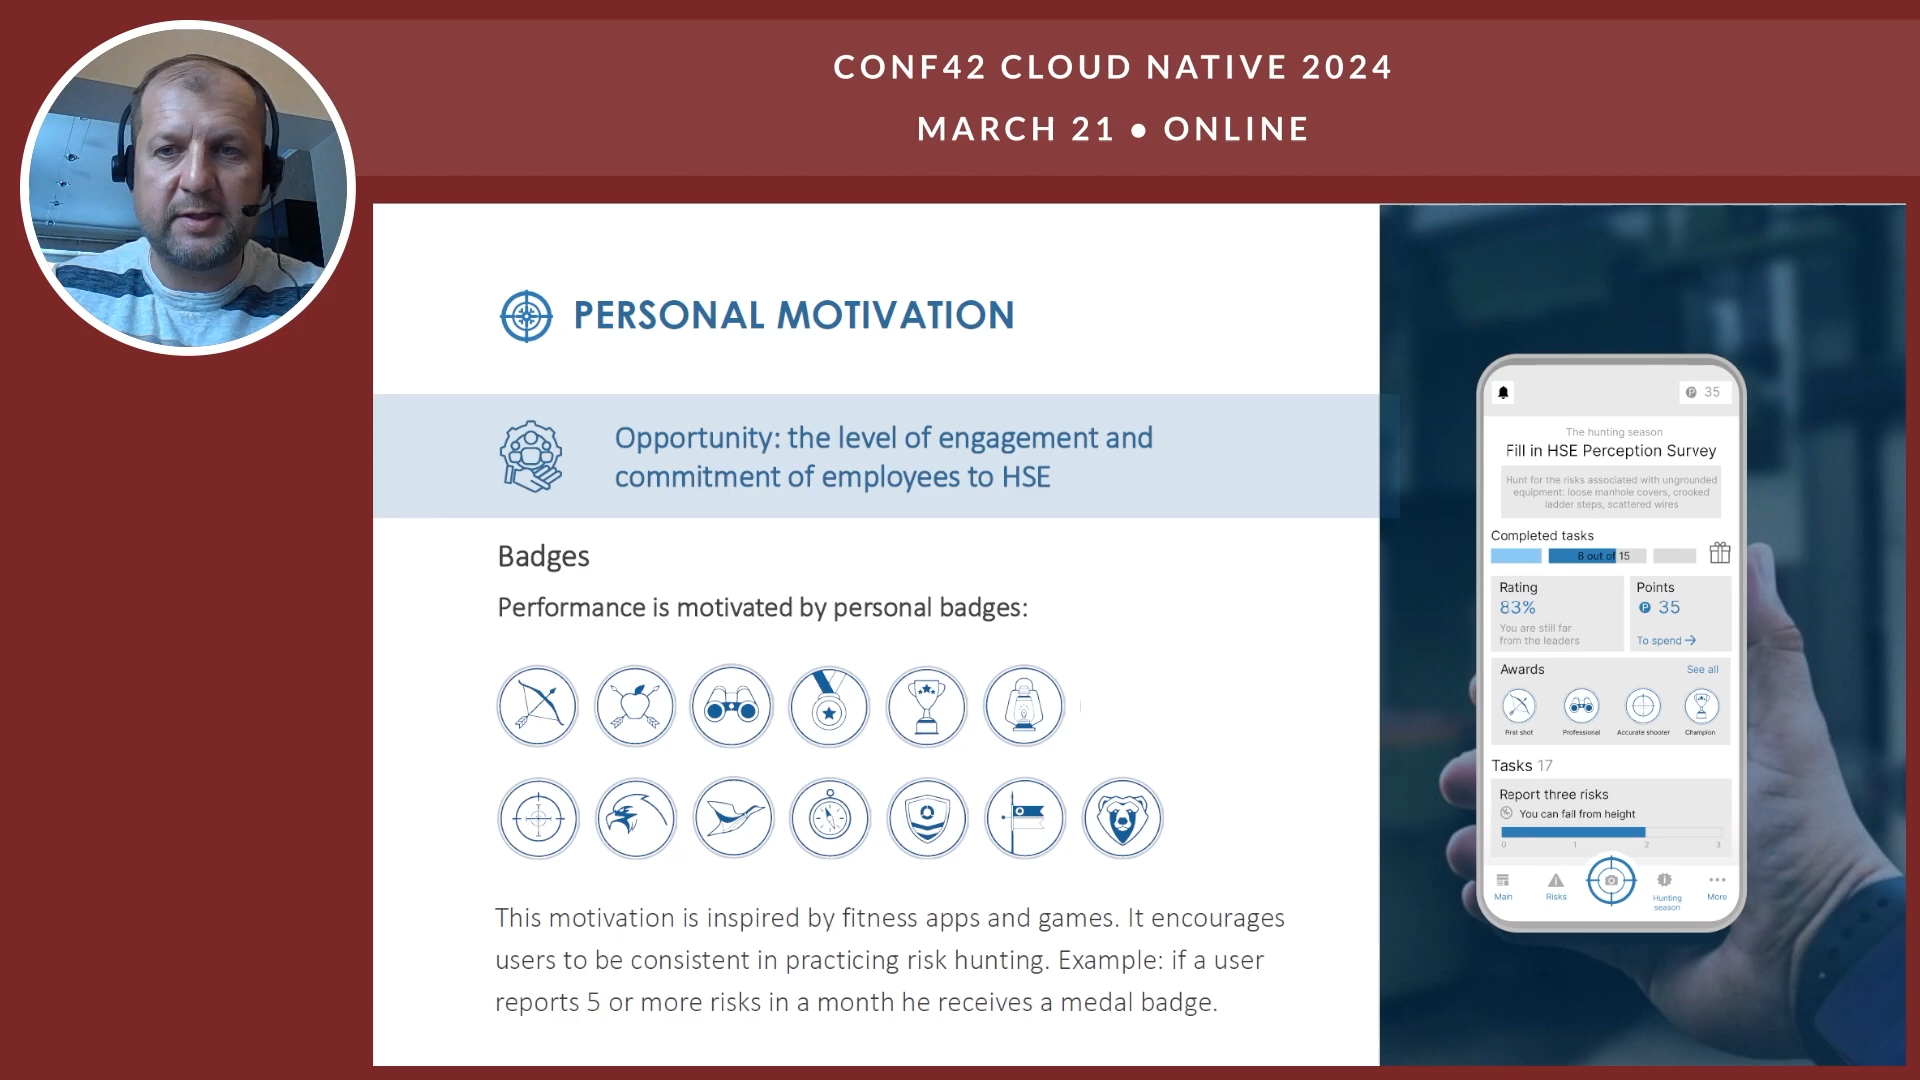 CONF42 CLOUD NATIVE 2024
MARCH 21 • ONLINE
PERSONAL MOTIVATION
Opportunity: the level of engagement and
commitment of employees to HSE
Badges
Performance is motivated by personal badges:
This motivation is inspired by fitness apps and games. It encourages
users to be consistent in practicing risk hunting. Example: if a user
reports 5 or more risks in a month he receives a medal badge.
P 35
The hunting season
Fill in HSE Perception Survey
Hunt for the risks associated with ungrounded
equipment: loose manhole covers, crooked
ladder steps, scattered wires
Completed tasks
8 out of 15
Rating
83%
You are still far
from the leaders
Points
P 35
To spend →
Awards See all
First shot Professional Accurate shooter Champion
Tasks 17
Report three risks
You can fall from height
0 1 2 3
Main Risks Hunting season More